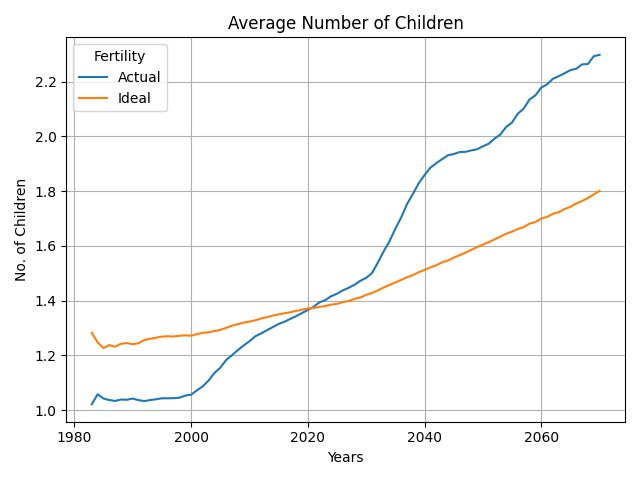 Average Number of Children
Fertility
Actual
Ideal
No. of Children
2.2
2.0
1.8
1.6
1.4
1.2
1.0
1980
2000
2020
2040
2060
Years